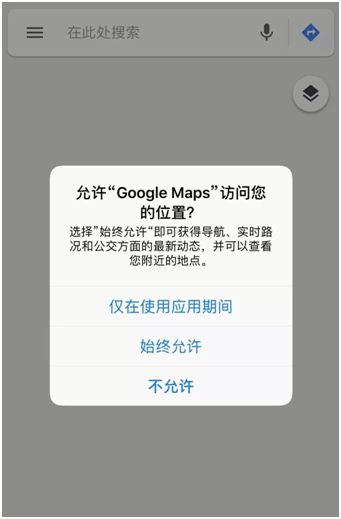 在此处搜索
允许“Google Maps”访问您
的位置?
选择”始终允许“即可获得导航、实时路
况和公交方面的最新动态，并可以查看
您附近的地点。
仅在使用应用期间
始终允许
不允许